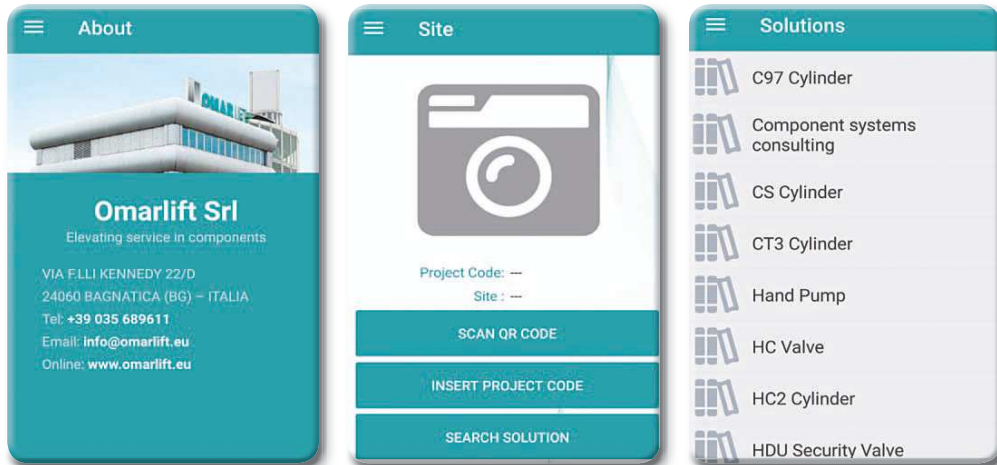 About
OMARLIFT
Omarlift Srl
Elevating service in components
VIA F.LLI KENNEDY 22/D
24060 BAGNATICA (BG) – ITALIA
Tel: +39 035 689611
Email: info@omarlift.eu
Online: www.omarlift.eu
Site
Project Code: ---
Site : ---
SCAN QR CODE
INSERT PROJECT CODE
SEARCH SOLUTION
Solutions
C97 Cylinder
Component systems
consulting
CS Cylinder
CT3 Cylinder
Hand Pump
HC Valve
HC2 Cylinder
HDU Security Valve